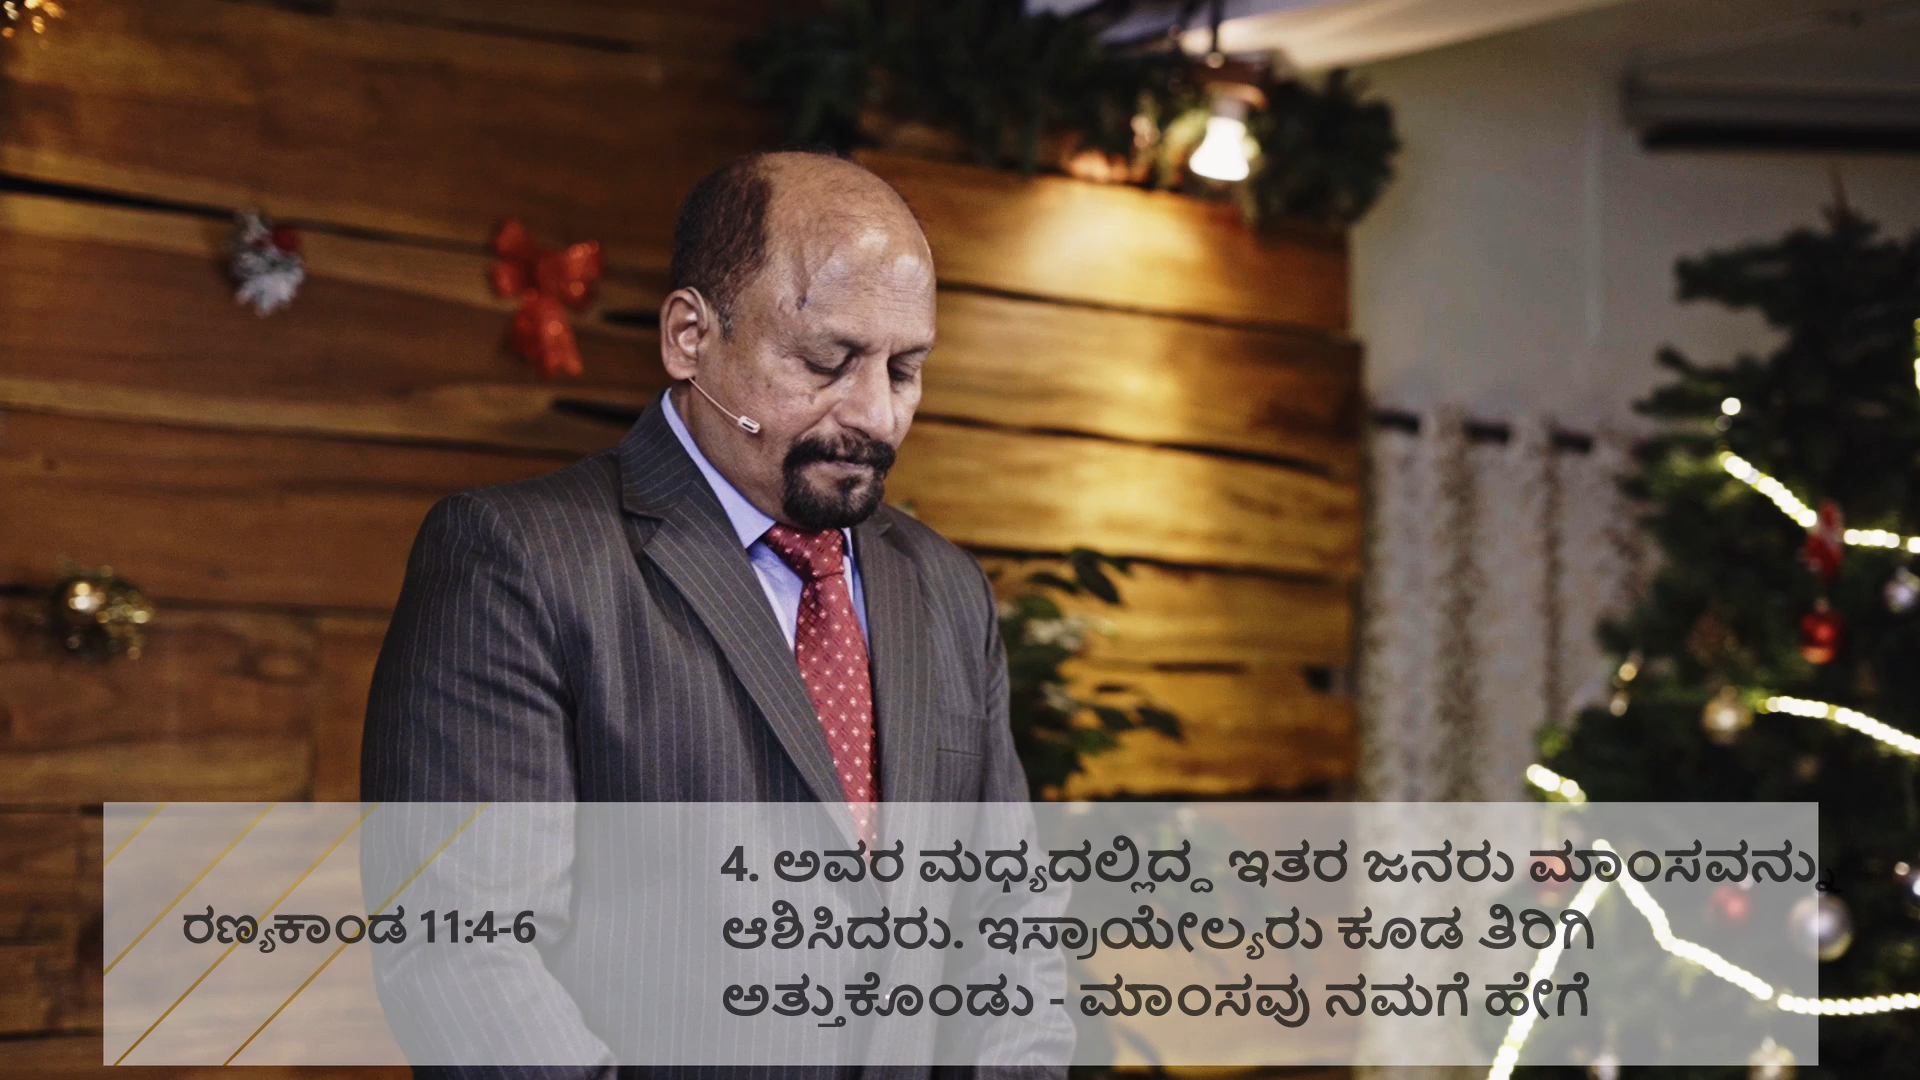 ರಣ್ಯಕಾಂಡ 11:4-6
4. ಅವರ ಮಧ್ಯದಲ್ಲಿದ್ದ ಇತರ ಜನರು ಮಾಂಸವನ್ನು
ಆಶಿಸಿದರು. ಇಸ್ರಾಯೇಲ್ಯರು ಕೂಡ ತಿರಿಗಿ
ಅತ್ತುಕೊಂಡು - ಮಾಂಸವು ನಮಗೆ ಹೇಗೆ